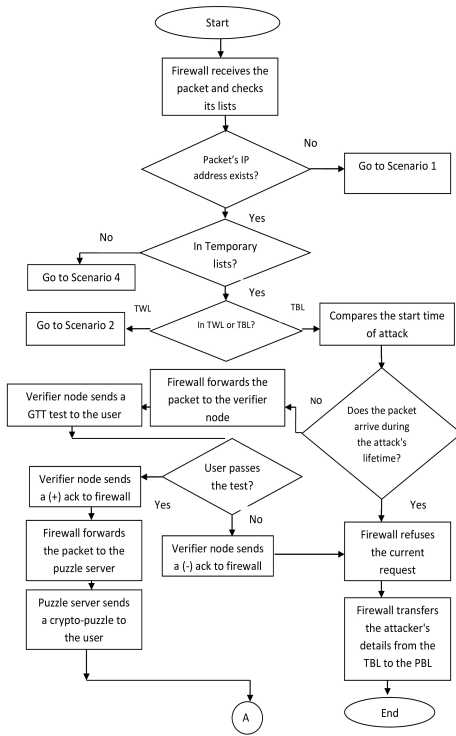 Start
Firewall receives the
packet and checks
its lists
Packet's IP
address exists?
No
Go to Scenario 1
Yes
In Temporary
lists?
No
Go to Scenario 4
Yes
In TWL or TBL?
TWL
Go to Scenario 2
TBL
Compares the start time
of attack
Does the packet
arrive during
the attack's
lifetime?
NO
Firewall forwards the
packet to the verifier
node
Verifier node sends a
GTT test to the user
User passes
the test?
Yes
Verifier node sends
a (+) ack to firewall
No
Verifier node sends
a (-) ack to firewall
Yes
Firewall refuses
the current
request
Firewall forwards
the packet to the
puzzle server
Puzzle server sends
a crypto-puzzle to
the user
Firewall transfers
the attacker's
details from the
TBL to the PBL
A
End